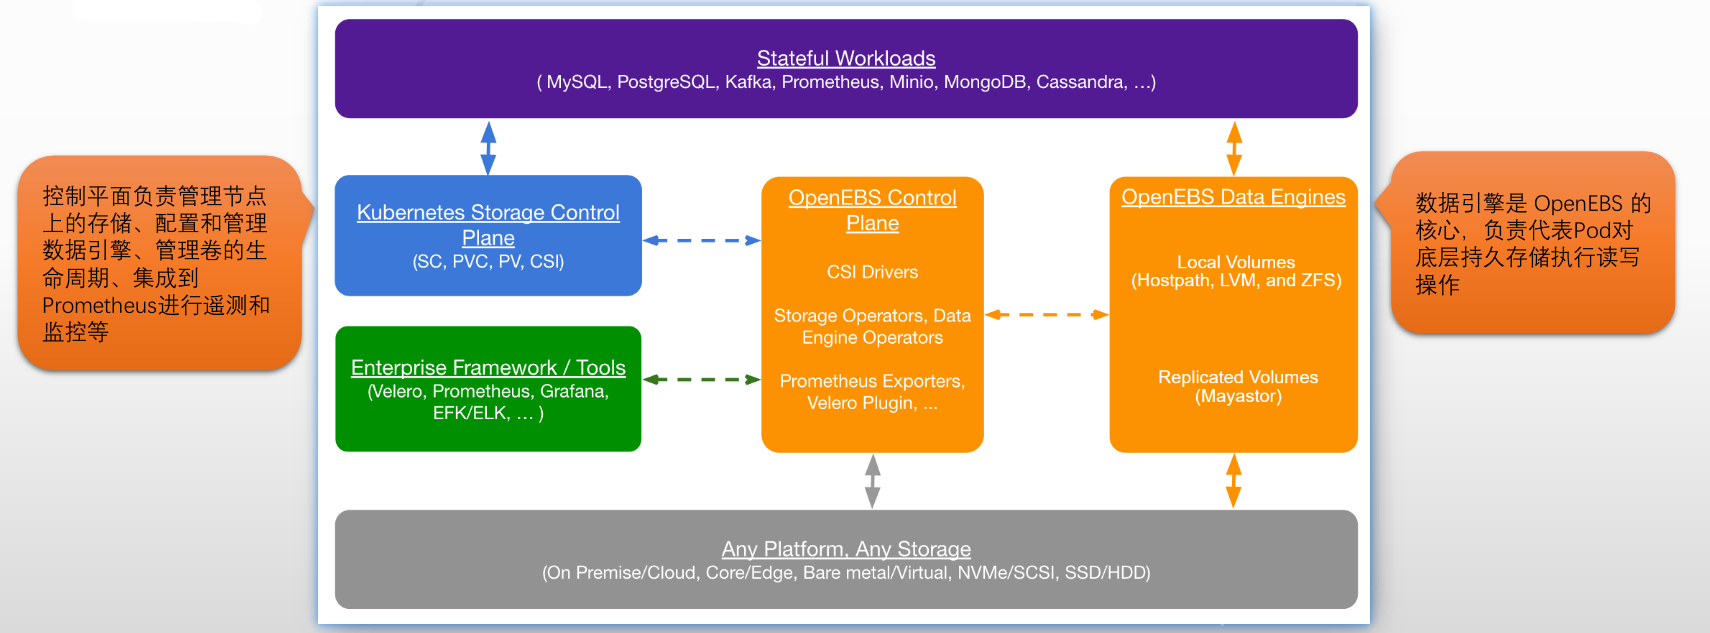 Stateful Workloads
( MySQL, PostgreSQL, Kafka, Prometheus, Minio, MongoDB, Cassandra, …)
控制平面负责管理节点
上的存储、配置和管理
数据引擎、管理卷的生
命周期、集成到
Prometheus进行遥测和
监控等
Kubernetes Storage Control
Plane
(SC, PVC, PV, CSI)
Enterprise Framework / Tools
(Velero, Prometheus, Grafana,
EFK/ELK, … )
OpenEBS Control
Plane
CSI Drivers
Storage Operators, Data
Engine Operators
Prometheus Exporters,
Velero Plugin, ...
OpenEBS Data Engines
Local Volumes
(Hostpath, LVM, and ZFS)
Replicated Volumes
(Mayastor)
数据引擎是 OpenEBS 的
核心，负责代表Pod对
底层持久存储执行读写
操作
Any Platform, Any Storage
(On Premise/Cloud, Core/Edge, Bare metal/Virtual, NVMe/SCSI, SSD/HDD)